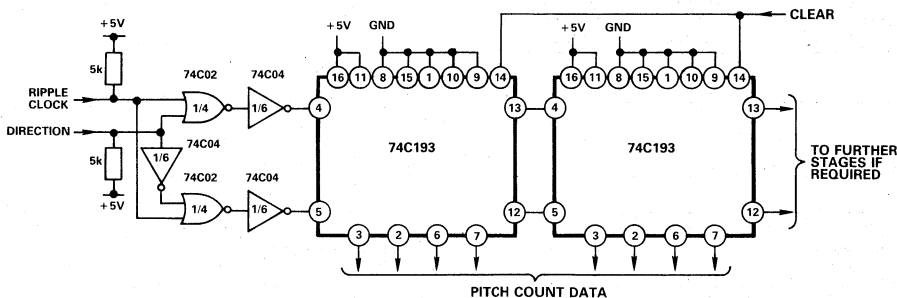 CLEAR
+5V
+5V GND
+5V GND
5k
74C02 74C04
16 11 8 15 1 10 9 14
16 11 8 15 1 10 9 14
RIPPLE
CLOCK
1/4 1/6 4 13 4 13
DIRECTION
74C04
74C193 74C193
TO FURTHER
STAGES IF
REQUIRED
5k 1/6
74C02 74C04
+5V
1/4 1/6 5 12 5 12
3 2 6 7 3 2 6 7
PITCH COUNT DATA